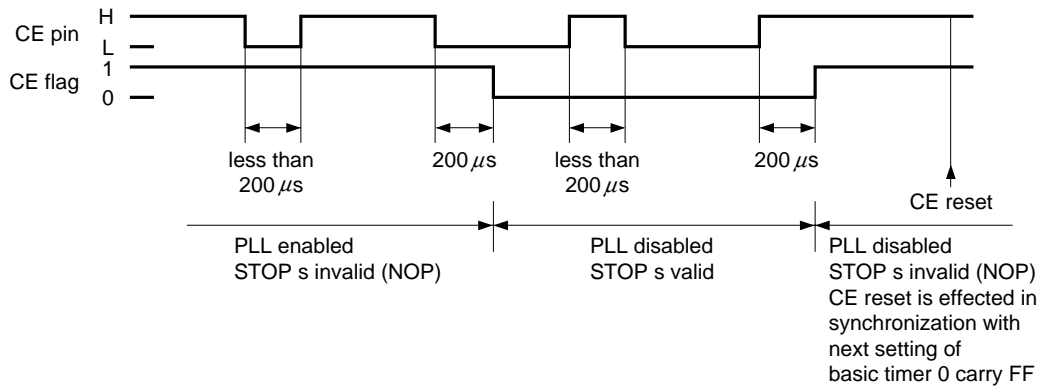 CE pin
H
L
CE flag
1
0
less than
200 μs
200 μs
less than
200 μs
200 μs
CE reset
PLL enabled
STOP s invalid (NOP)
PLL disabled
STOP s valid
PLL disabled
STOP s invalid (NOP)
CE reset is effected in
synchronization with
next setting of
basic timer 0 carry FF